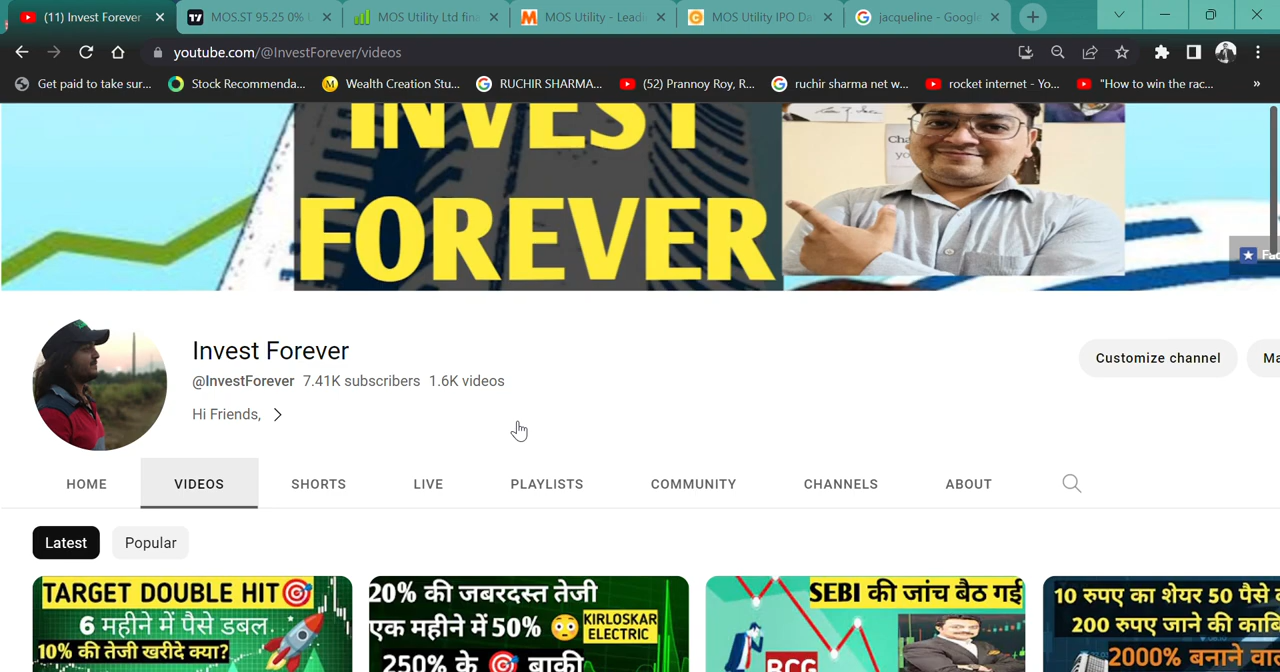 (11) Invest Forever
MOS.ST 95.25 0%
MOS Utility Ltd fin
MOS Utility - Leadi
MOS Utility IPO Da
jacqueline - Googl
youtube.com/@InvestForever/videos
Get paid to take sur...
Stock Recommenda...
Wealth Creation Stu...
RUCHIR SHARMA...
(52) Prannoy Roy, R...
ruchir sharma net w...
rocket internet - Yo...
"How to win the rac...
»
INVEST
FOREVER
Invest Forever
@InvestForever 7.41K subscribers 1.6K videos
Hi Friends,
Customize channel
Ma
HOME
VIDEOS
SHORTS
LIVE
PLAYLISTS
COMMUNITY
CHANNELS
ABOUT
Latest
Popular
TARGET DOUBLE HIT🎯
6 महीने में पैसे डबल
10% की तेजी खरीदे क्या?
20% की जबरदस्त तेजी
एक महीने में 50% 😳
KIRLOSKAR
ELECTRIC
250% के 🎯 बाकी
SEBI की जांच बैठ गई
BCG
10 रुपए का शेयर 50 पैसे
200 रुपए जाने की काबि
2000% बनाने वा